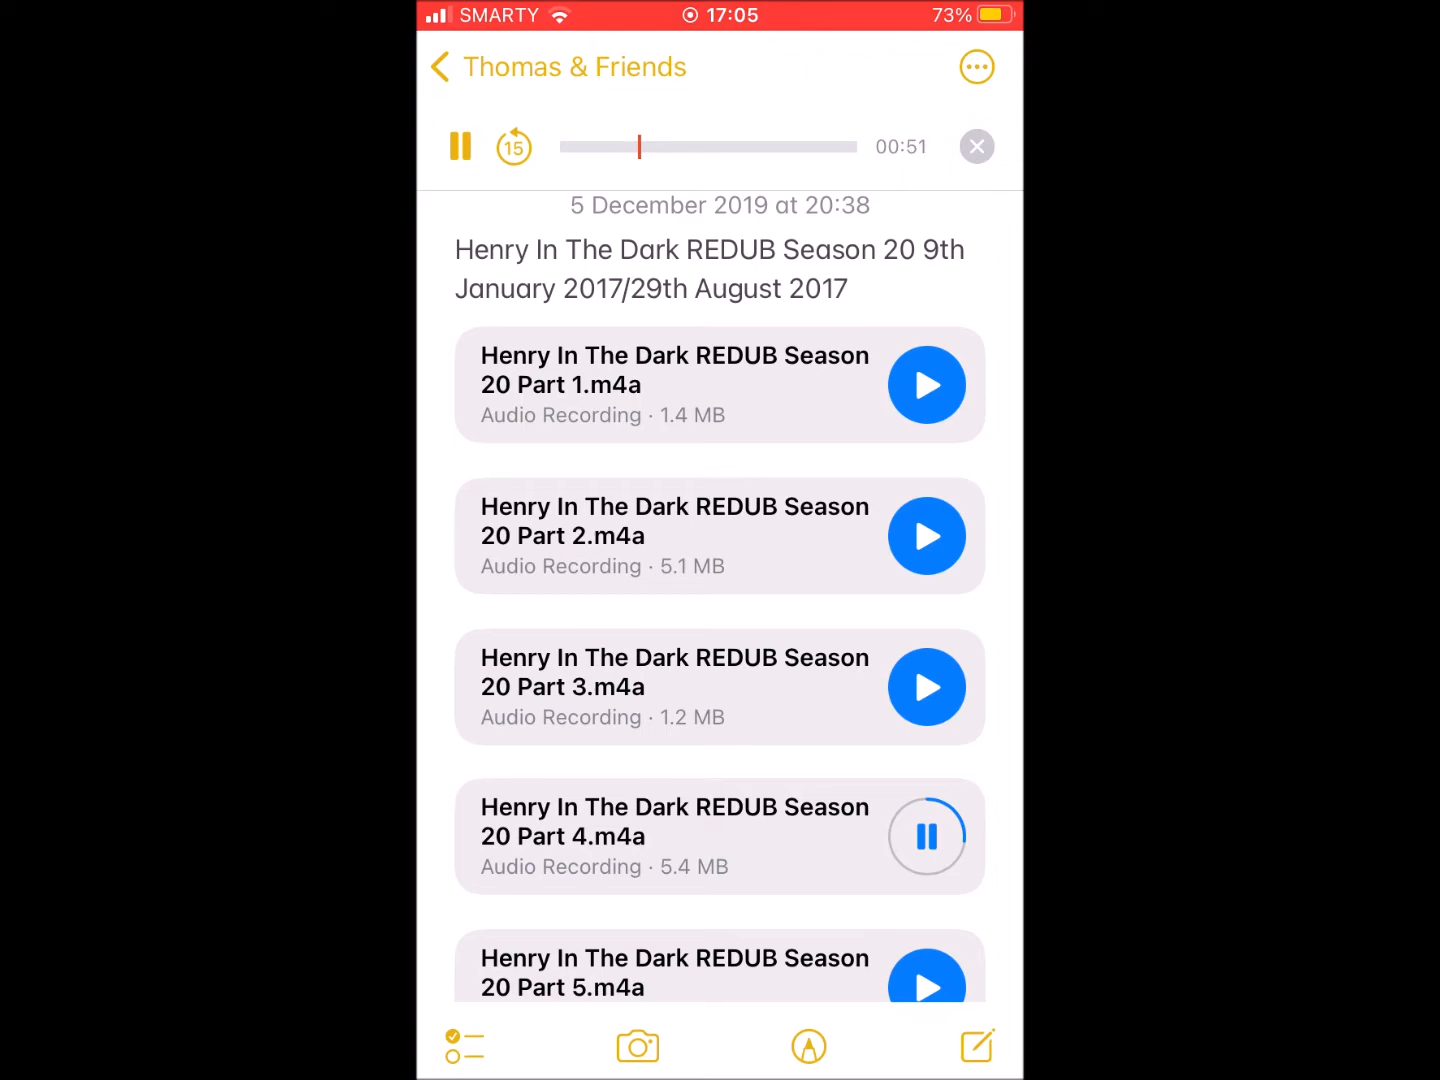 SMARTY 17:05 73%
Thomas & Friends
15 00:51
5 December 2019 at 20:38
Henry In The Dark REDUB Season 20 9th
January 2017/29th August 2017
Henry In The Dark REDUB Season
20 Part 1.m4a
Audio Recording · 1.4 MB
Henry In The Dark REDUB Season
20 Part 2.m4a
Audio Recording · 5.1 MB
Henry In The Dark REDUB Season
20 Part 3.m4a
Audio Recording · 1.2 MB
Henry In The Dark REDUB Season
20 Part 4.m4a
Audio Recording · 5.4 MB
Henry In The Dark REDUB Season
20 Part 5.m4a